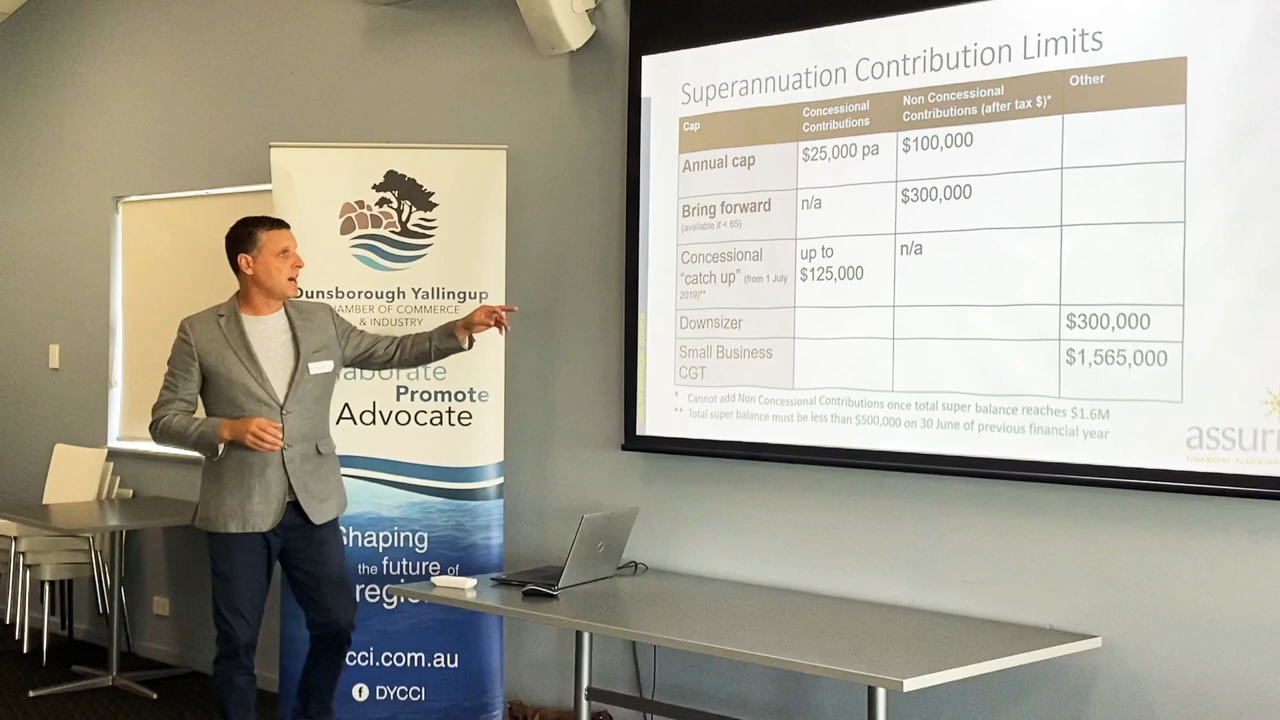 Superannuation Contribution Limits
Cap
Concessional
Contributions
Non Concessional
Contributions (after tax $)*
Other
Annual cap
$25,000 pa
$100,000
Bring forward
(available if < 65)
n/a
$300,000
Concessional
"catch up" (from 1 July
2019)**
up to
$125,000
n/a
Downsizer
$300,000
Small Business
CGT
$1,565,000
* Cannot add Non Concessional Contributions once total super balance reaches $1.6M
** Total super balance must be less than $500,000 on 30 June of previous financial year
Dunsborough Yallingup
AMBER OF COMMERCE
& INDUSTRY
aborate
Promote
Advocate
Shaping
the future of
regi
cci.com.au
f DYCCI
assur